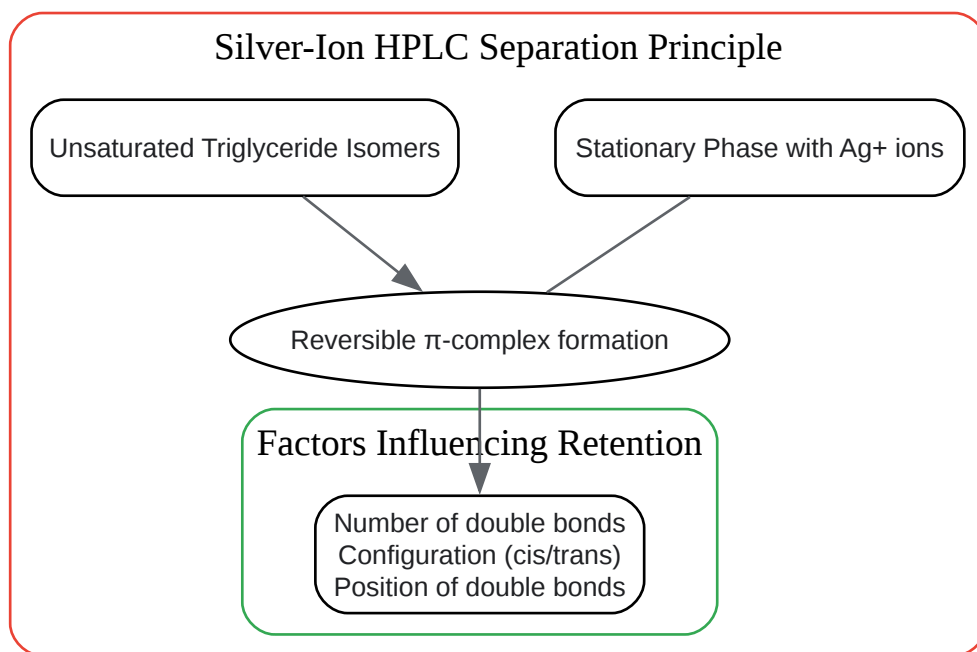 Silver-Ion HPLC Separation Principle
Unsaturated Triglyceride Isomers
Stationary Phase with Ag+ ions
Reversible π-complex formation
Factors Influencing Retention
Number of double bonds
Configuration (cis/trans)
Position of double bonds